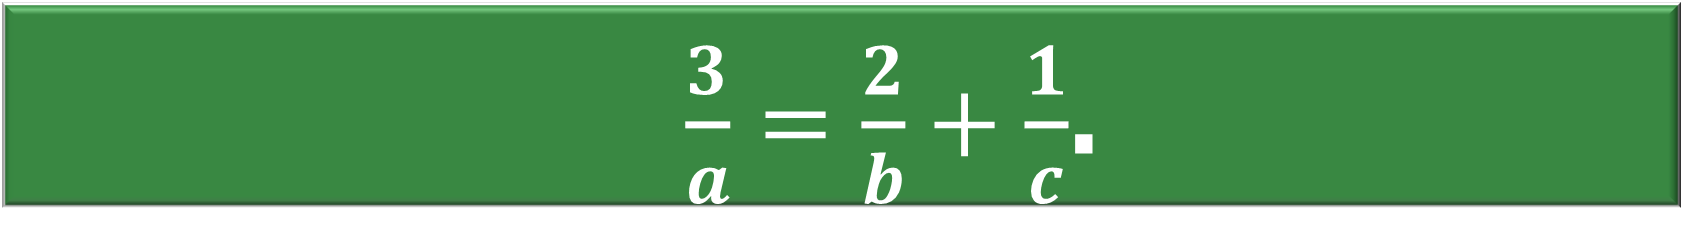 3/a = 2/b + 1/c.